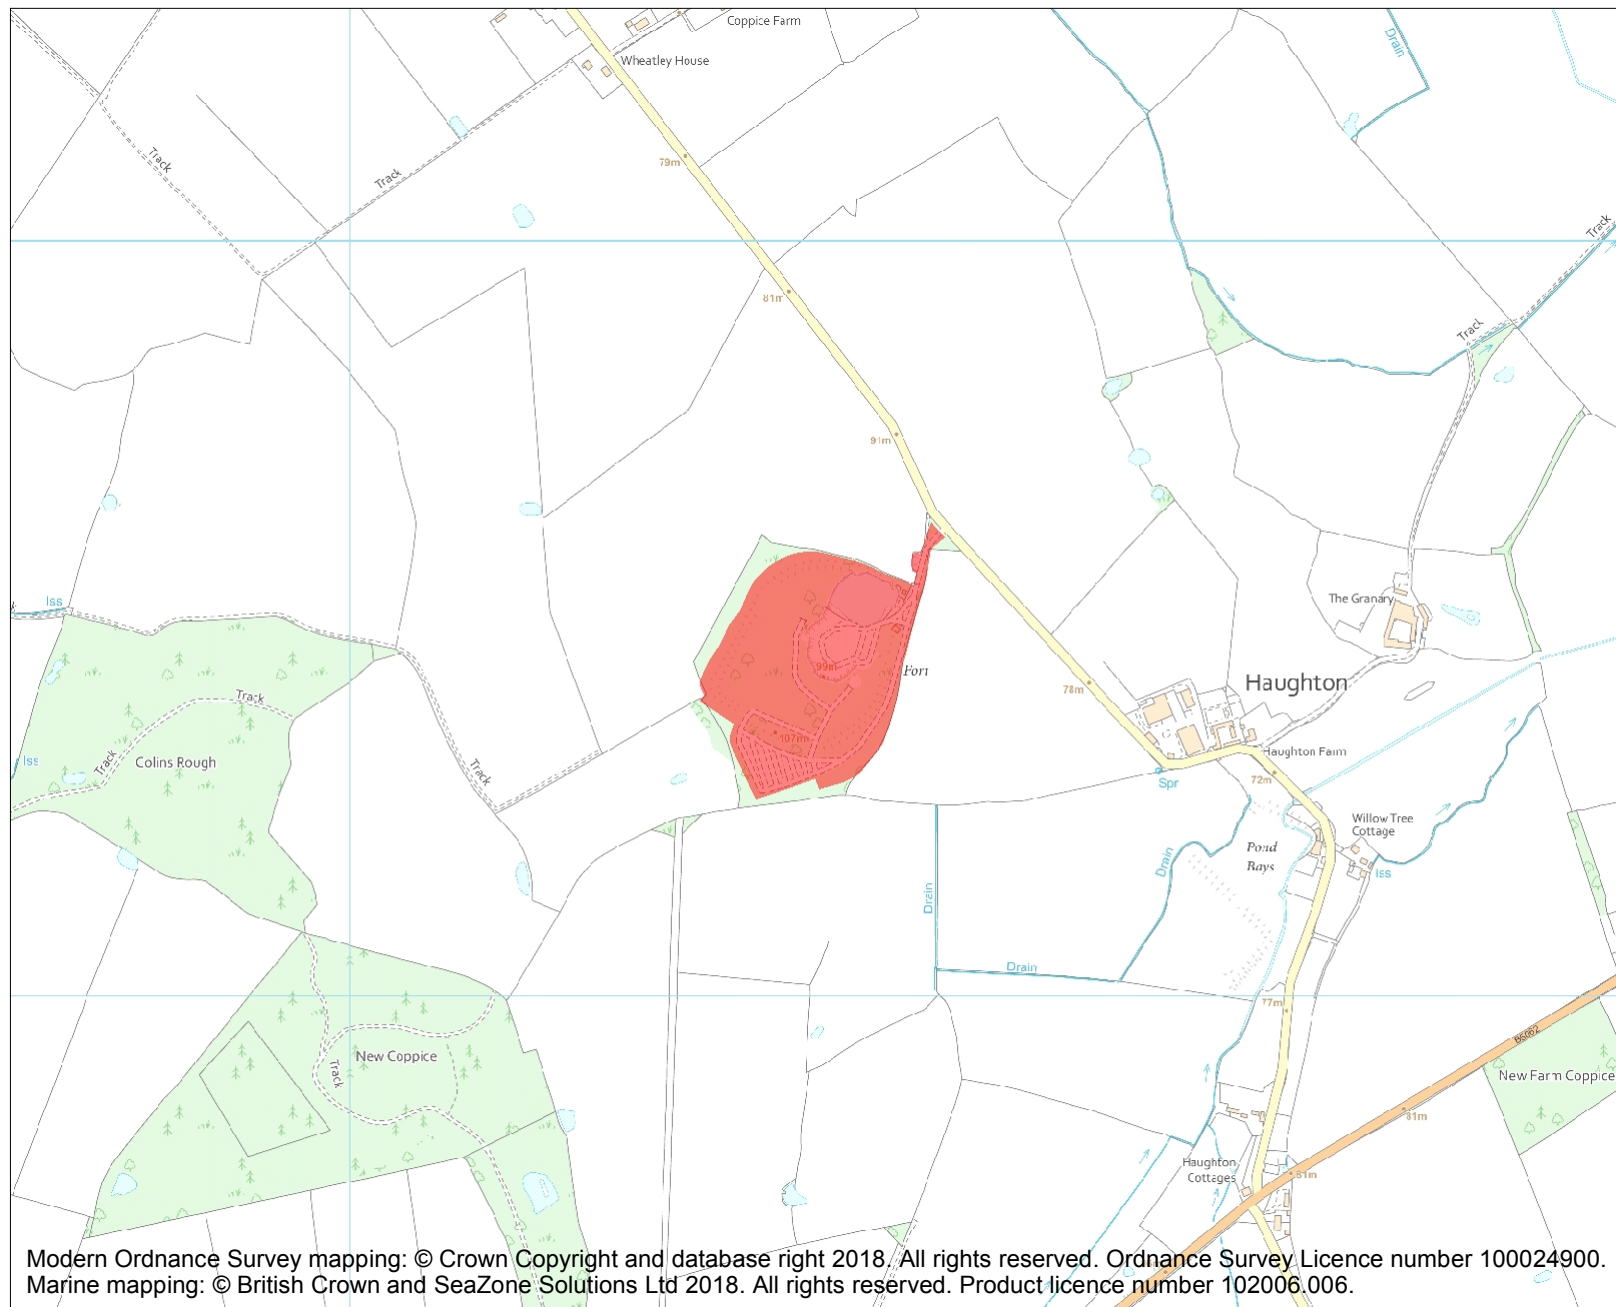 Coppice Farm
Wheatley House
Drain
79m
Track
Track
Track
81m
Track
91m
Iss
The Granary
99m
Fort
Haughton
78m
Track
107m
Track
Colins Rough
Iss
Track
Haughton Farm
72m
Spr
Willow Tree
Cottage
Pond
Bays
Drain
Iss
Drain
Drain
77m
B5062
New Coppice
Track
New Farm Coppice
81m
Haughton
Cottages
81m
Modern Ordnance Survey mapping: © Crown Copyright and database right 2018. All rights reserved. Ordnance Survey Licence number 100024900.
Marine mapping: © British Crown and SeaZone Solutions Ltd 2018. All rights reserved. Product licence number 102006.006.